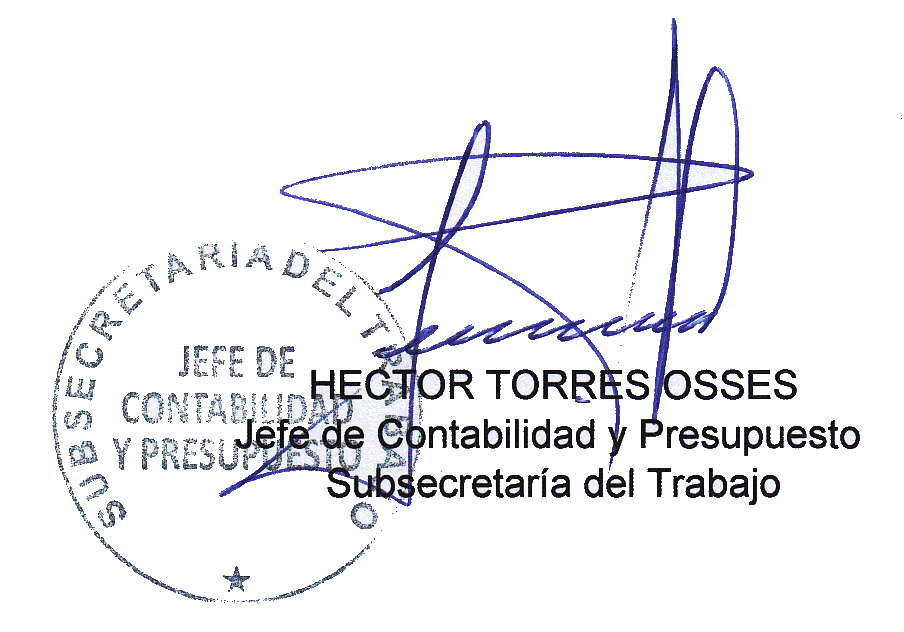 SUBSECRETARIA DEL TRABAJO
JEFE DE
CONTABILIDAD
Y PRESUPUESTO
HECTOR TORRES OSSES
Jefe de Contabilidad y Presupuesto
Subsecretaría del Trabajo